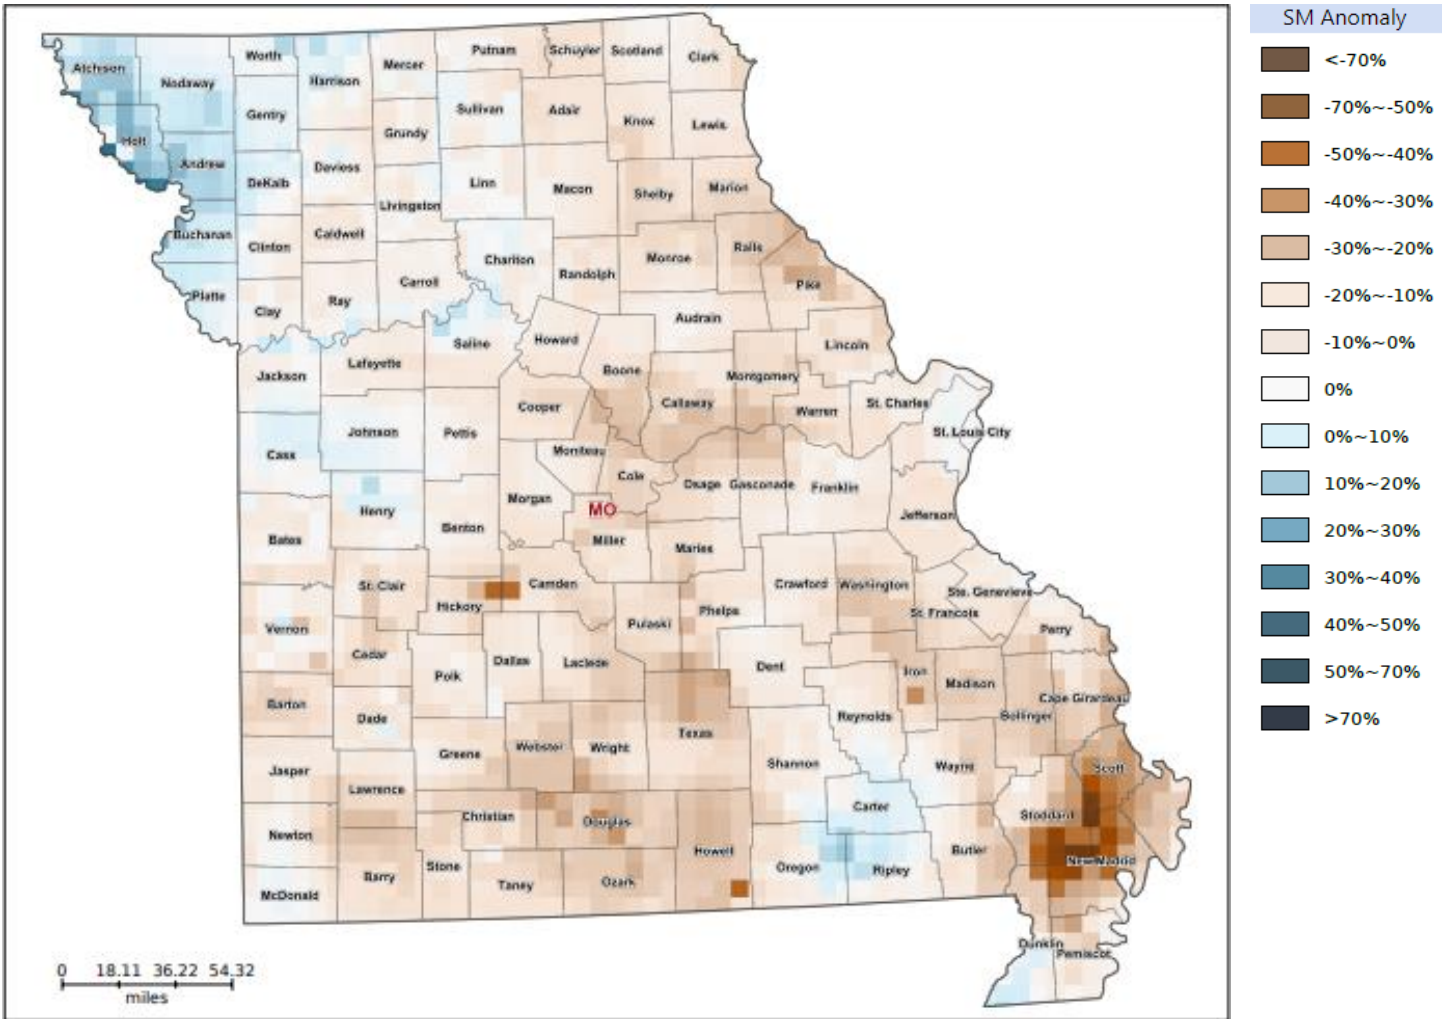 SM Anomaly
<-70%
-70%~-50%
-50%~-40%
-40%~-30%
-30%~-20%
-20%~-10%
-10%~0%
0%
0%~10%
10%~20%
20%~30%
30%~40%
40%~50%
50%~70%
>70%
Atchison
Nodaway
Worth
Harrison
Mercer
Putnam
Schuyler
Scotland
Clark
Gentry
Sullivan
Adair
Knox
Lewis
Holt
Andrew
DeKalb
Daviess
Grundy
Linn
Macon
Shelby
Marion
Livingston
Buchanan
Clinton
Caldwell
Chariton
Randolph
Monroe
Ralls
Platte
Clay
Ray
Carroll
Pike
Audrain
Saline
Howard
Lincoln
Jackson
Lafayette
Boone
Montgomery
Cooper
Callaway
Warren
St. Charles
St. Louis City
Cass
Johnson
Pettis
Moniteau
Cole
Osage
Gasconade
Franklin
Henry
Morgan
MO
Jefferson
Bates
Benton
Miller
Maries
St. Clair
Hickory
Camden
Crawford
Washington
Ste. Genevieve
St. Francois
Vernon
Pulaski
Phelps
Perry
Cedar
Polk
Dallas
Laclede
Dent
Iron
Madison
Cape Girardeau
Barton
Dade
Reynolds
Bollinger
Greene
Webster
Wright
Texas
Shannon
Wayne
Scott
Jasper
Lawrence
Christian
Douglas
Carter
Stoddard
Newton
Stone
Howell
Oregon
Ripley
Butler
New Madrid
McDonald
Barry
Taney
Ozark
Dunklin
Pemiscot
0 18.11 36.22 54.32
miles